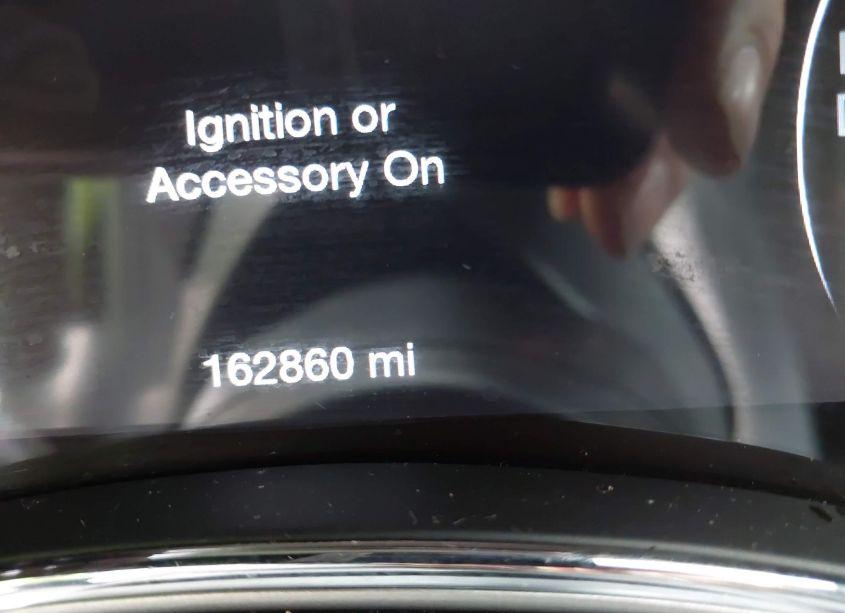 Ignition or
Accessory On
162860 mi